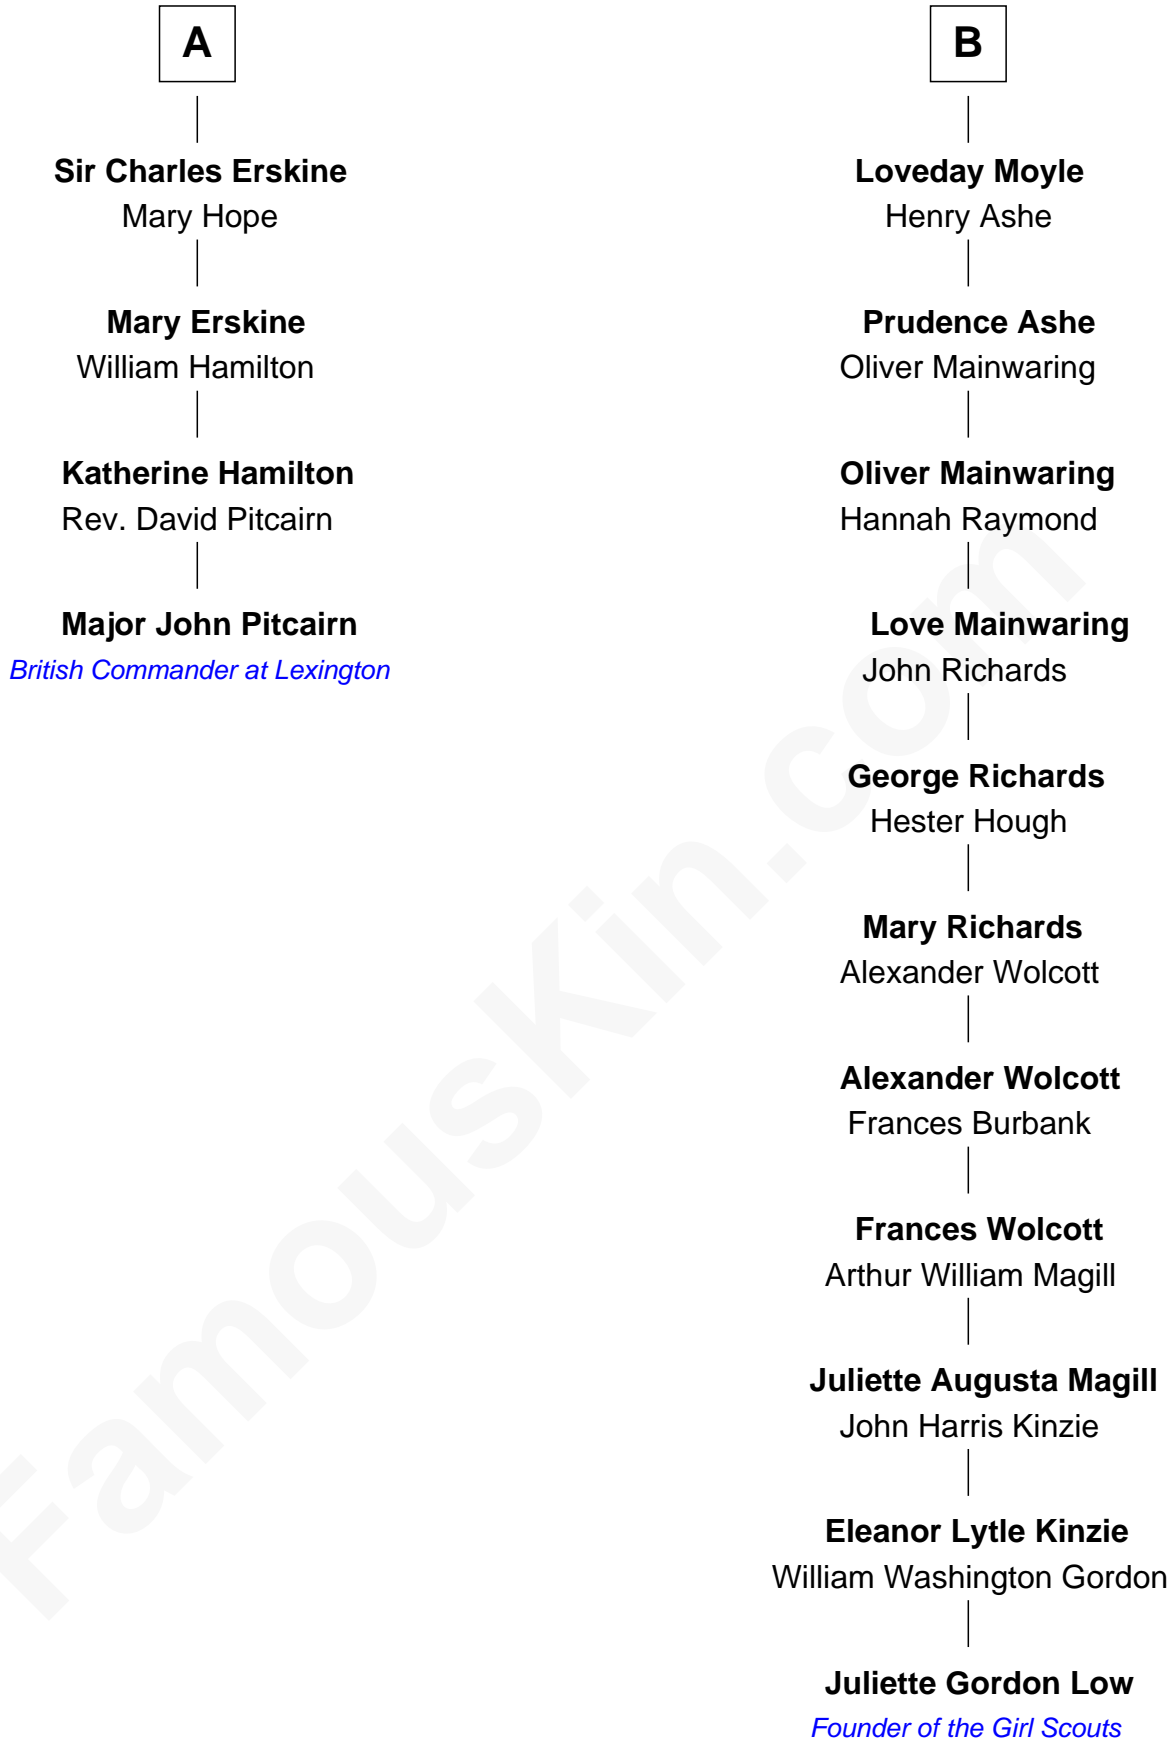 A
Sir Charles Erskine
Mary Hope
Mary Erskine
William Hamilton
Katherine Hamilton
Rev. David Pitcairn
Major John Pitcairn
British Commander at Lexington
B
Loveday Moyle
Henry Ashe
Prudence Ashe
Oliver Mainwaring
Oliver Mainwaring
Hannah Raymond
Love Mainwaring
John Richards
George Richards
Hester Hough
Mary Richards
Alexander Wolcott
Alexander Wolcott
Frances Burbank
Frances Wolcott
Arthur William Magill
Juliette Augusta Magill
John Harris Kinzie
Eleanor Lytle Kinzie
William Washington Gordon
Juliette Gordon Low
Founder of the Girl Scouts
FamousKin.com